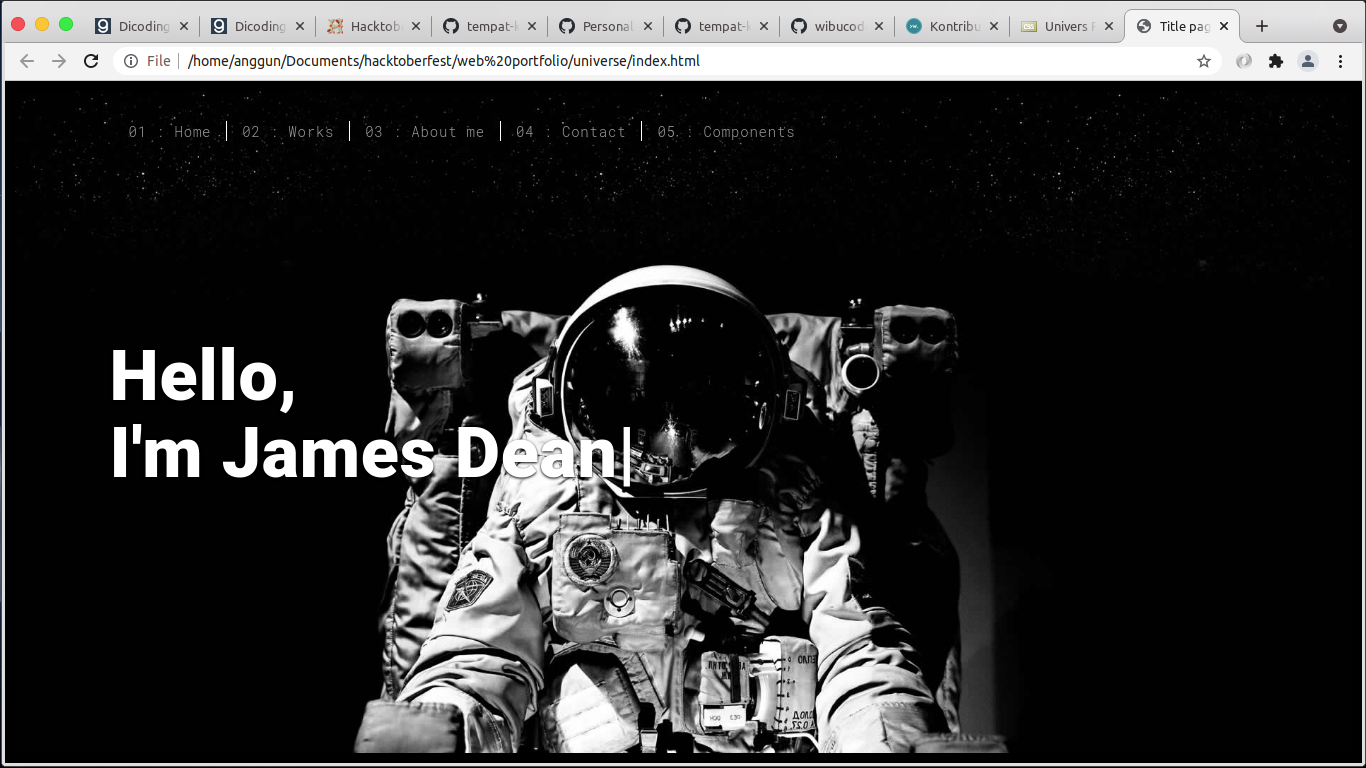 Dicoding
Dicoding
Hacktobe
tempat-k
Personal
tempat-k
wibucod
Kontribu
Univers F
Title pag
File
/home/anggun/Documents/hacktoberfest/web%20portfolio/universe/index.html
01 : Home
02 : Works
03 : About me
04 : Contact
05 : Components
Hello,
I'm James Dean|